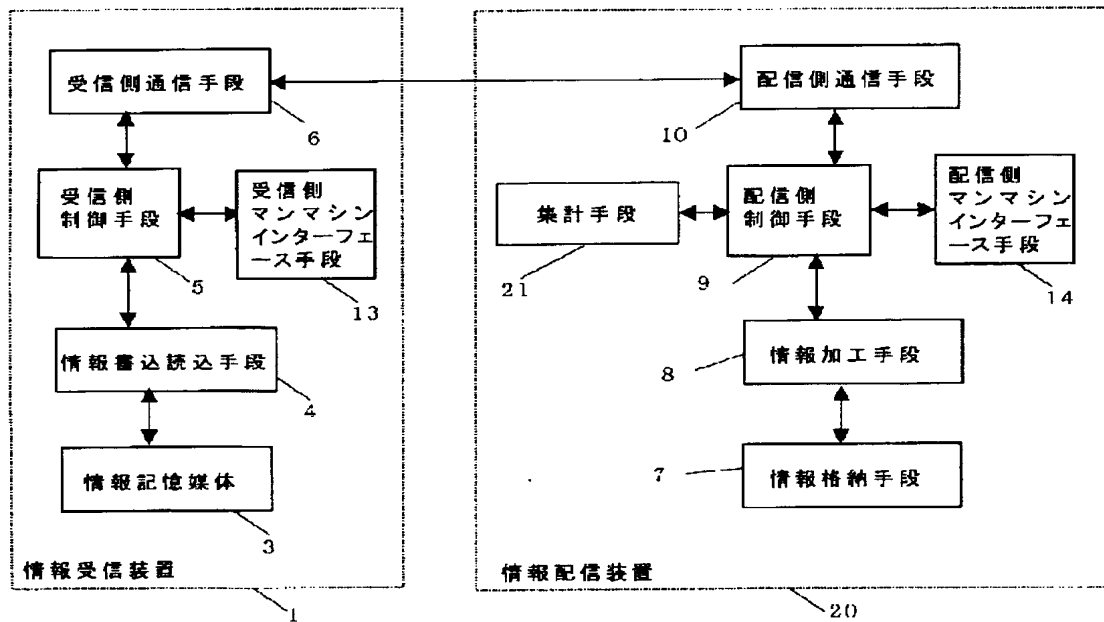 受信側通信手段
6
受信側
制御手段
5
受信側
マンマシン
インターフェ
ース手段
13
情報書込読込手段
4
情報記憶媒体
3
情報受信装置
1
配信側通信手段
10
集計手段
21
配信側
制御手段
9
配信側
マンマシン
インターフェ
ース手段
14
情報加工手段
8
情報格納手段
7
情報配信装置
20